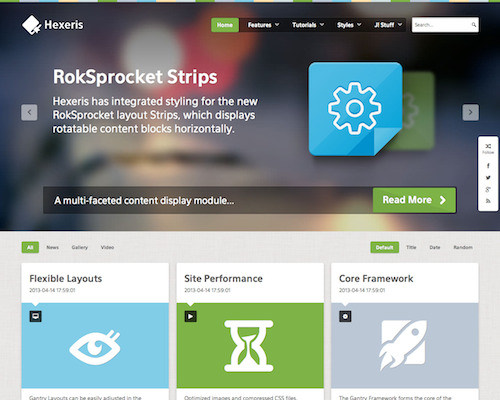 Hexeris
Home Features Tutorials Styles J! Stuff Search...
RokSprocket Strips
Hexeris has integrated styling for the new
RokSprocket layout Strips, which displays
rotatable content blocks horizontally.
A multi-faceted content display module...
Read More
All News Gallery Video
Default Title Date Random
Flexible Layouts
2013-04-14 17:59:01
Site Performance
2013-04-14 17:59:01
Core Framework
2013-04-14 17:59:01
Gantry Layouts can be easily adjusted in the
Optimized images and compressed CSS files,
The Gantry Framework forms the core of the